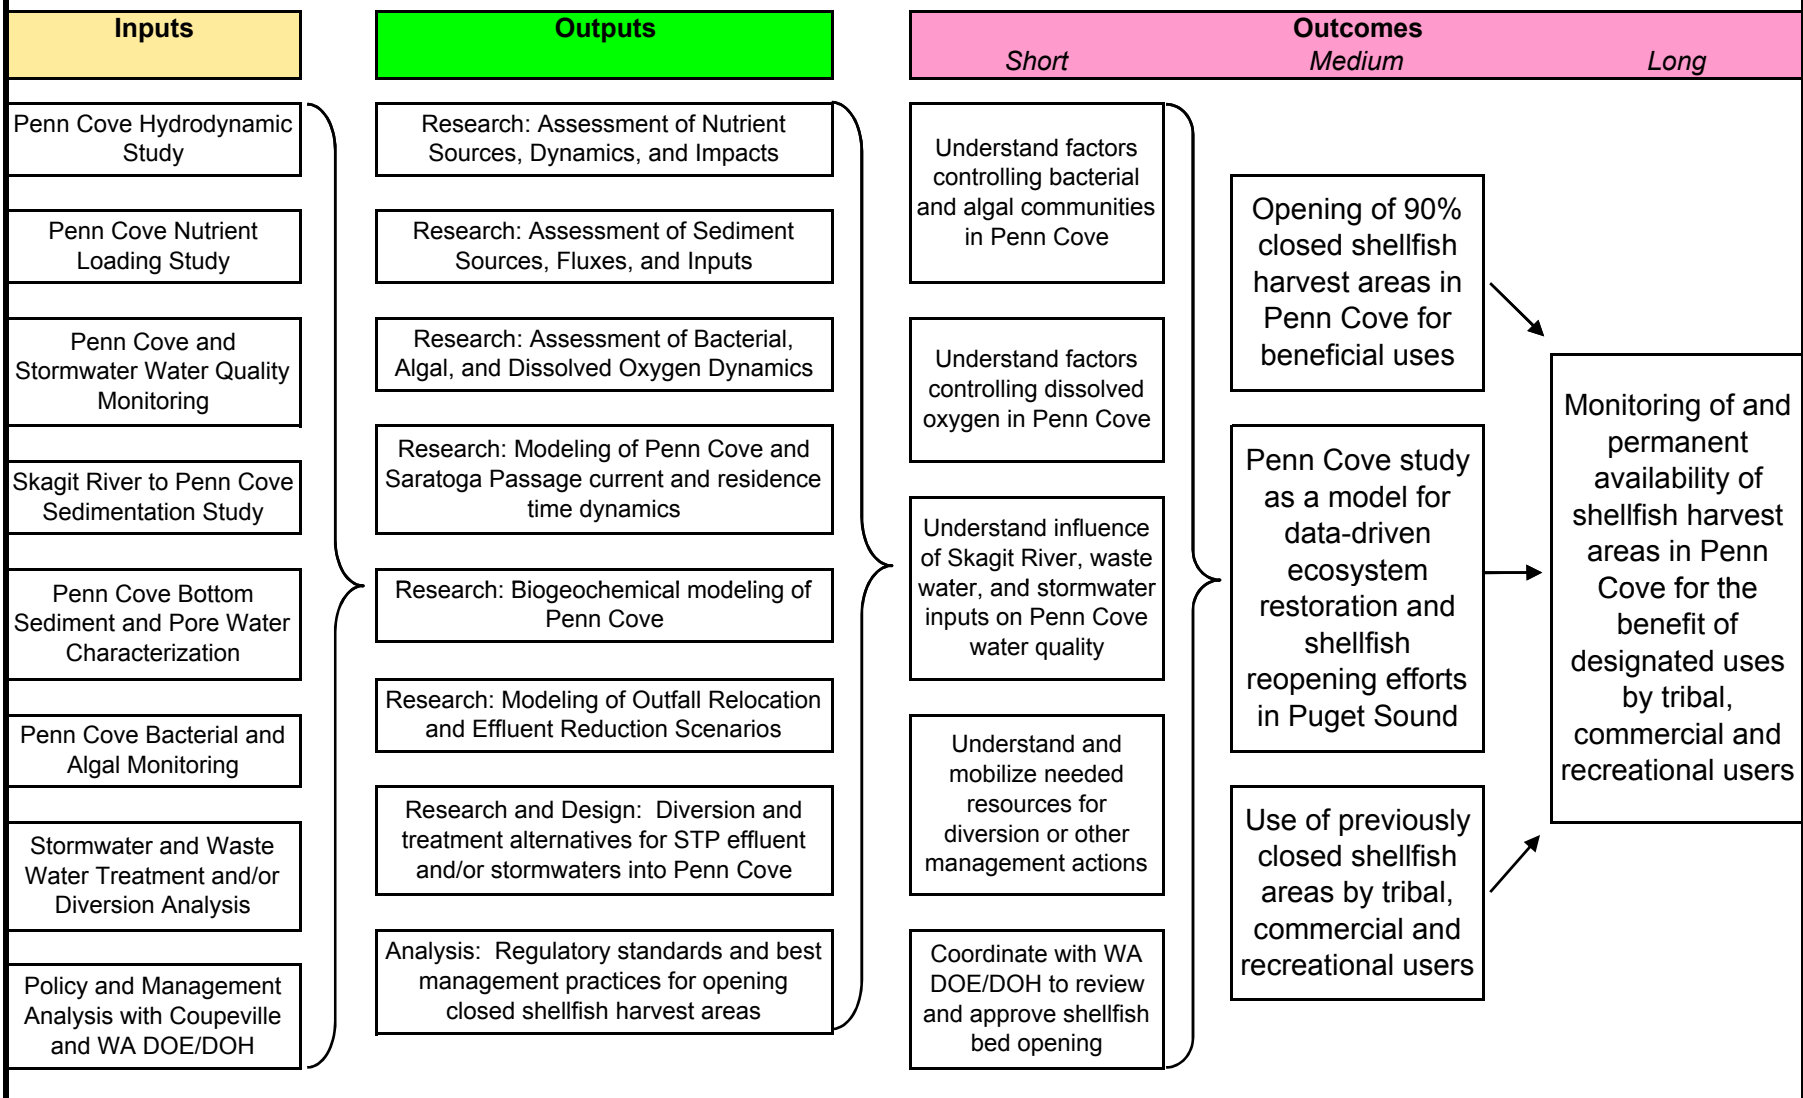 Inputs
Outputs
Outcomes
Short
Medium
Long
Penn Cove Hydrodynamic
Study
Penn Cove Nutrient
Loading Study
Penn Cove and
Stormwater Water Quality
Monitoring
Skagit River to Penn Cove
Sedimentation Study
Penn Cove Bottom
Sediment and Pore Water
Characterization
Penn Cove Bacterial and
Algal Monitoring
Stormwater and Waste
Water Treatment and/or
Diversion Analysis
Policy and Management
Analysis with Coupeville
and WA DOE/DOH
Research: Assessment of Nutrient
Sources, Dynamics, and Impacts
Research: Assessment of Sediment
Sources, Fluxes, and Inputs
Research: Assessment of Bacterial,
Algal, and Dissolved Oxygen Dynamics
Research: Modeling of Penn Cove and
Saratoga Passage current and residence
time dynamics
Research: Biogeochemical modeling of
Penn Cove
Research: Modeling of Outfall Relocation
and Effluent Reduction Scenarios
Research and Design:  Diversion and
treatment alternatives for STP effluent
and/or stormwaters into Penn Cove
Analysis:  Regulatory standards and best
management practices for opening
closed shellfish harvest areas
Understand factors
controlling bacterial
and algal communities
in Penn Cove
Understand factors
controlling dissolved
oxygen in Penn Cove
Understand influence
of Skagit River, waste
water, and stormwater
inputs on Penn Cove
water quality
Understand and
mobilize needed
resources for
diversion or other
management actions
Coordinate with WA
DOE/DOH to review
and approve shellfish
bed opening
Opening of 90%
closed shellfish
harvest areas in
Penn Cove for
beneficial uses
Penn Cove study
as a model for
data-driven
ecosystem
restoration and
shellfish
reopening efforts
in Puget Sound
Use of previously
closed shellfish
areas by tribal,
commercial and
recreational users
Monitoring of and
permanent
availability of
shellfish harvest
areas in Penn
Cove for the
benefit of
designated uses
by tribal,
commercial and
recreational users